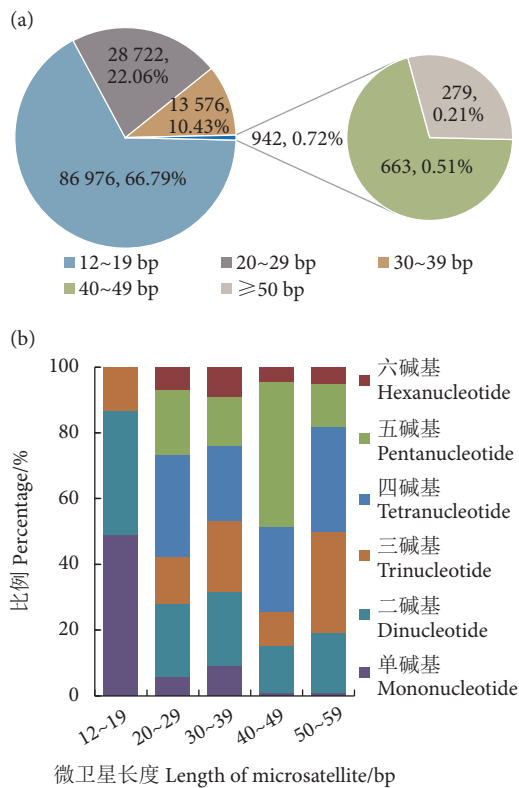 (a)
28 722,
22.06%
13 576,
10.43%
86 976, 66.79%
942, 0.72%
279,
0.21%
663, 0.51%
12~19 bp
20~29 bp
30~39 bp
40~49 bp
≥50 bp
(b)
比例 Percentage/%
100
80
60
40
20
0
12~19
20~29
30~39
40~49
50~59
微卫星长度 Length of microsatellite/bp
六碱基
Hexanucleotide
五碱基
Pentanucleotide
四碱基
Tetranucleotide
三碱基
Trinucleotide
二碱基
Dinucleotide
单碱基
Mononucleotide